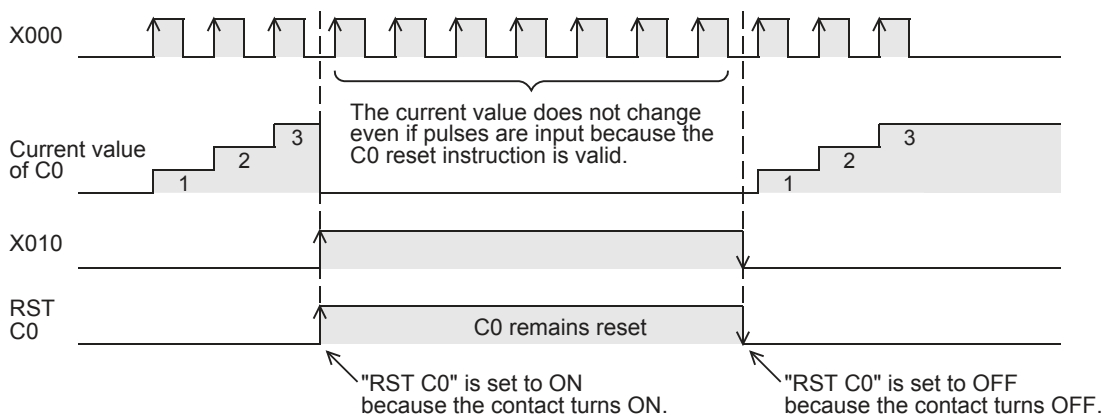 X000
The current value does not change
even if pulses are input because the
C0 reset instruction is valid.
Current value
of C0
1
2
3
1
2
3
X010
RST
C0
C0 remains reset
"RST C0" is set to ON
because the contact turns ON.
"RST C0" is set to OFF
because the contact turns OFF.